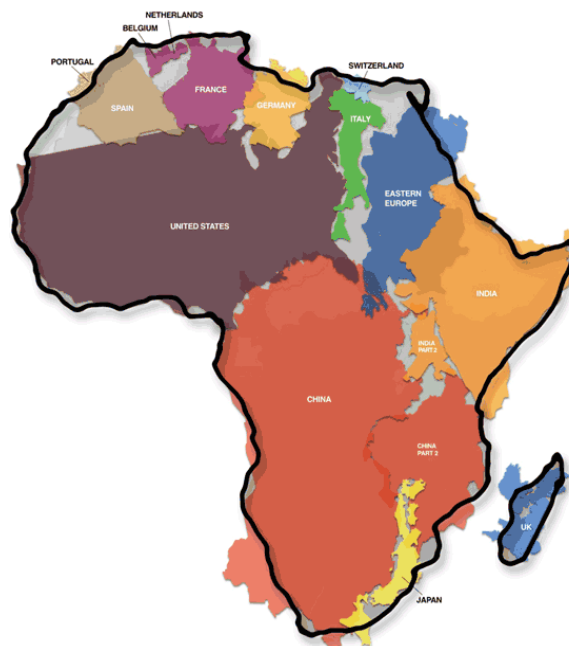 NETHERLANDS
BELGIUM
PORTUGAL
SWITZERLAND
FRANCE
SPAIN
GERMANY
ITALY
EASTERN
EUROPE
UNITED STATES
INDIA
INDIA
PART 2
CHINA
CHINA
PART 2
UK
JAPAN